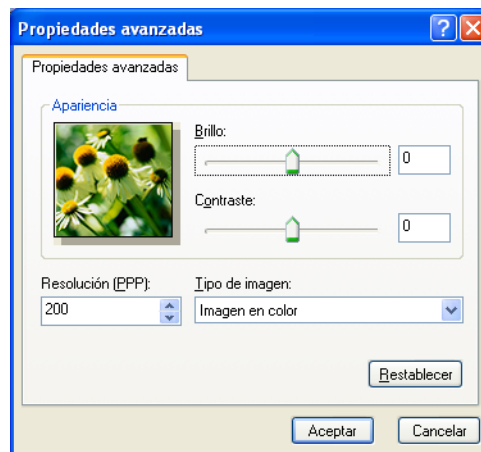 Propiedades avanzadas
Propiedades avanzadas
Apariencia
Brillo:
0
Contraste:
0
Resolución (PPP): Tipo de imagen:
200 Imagen en color
Restablecer
Aceptar Cancelar